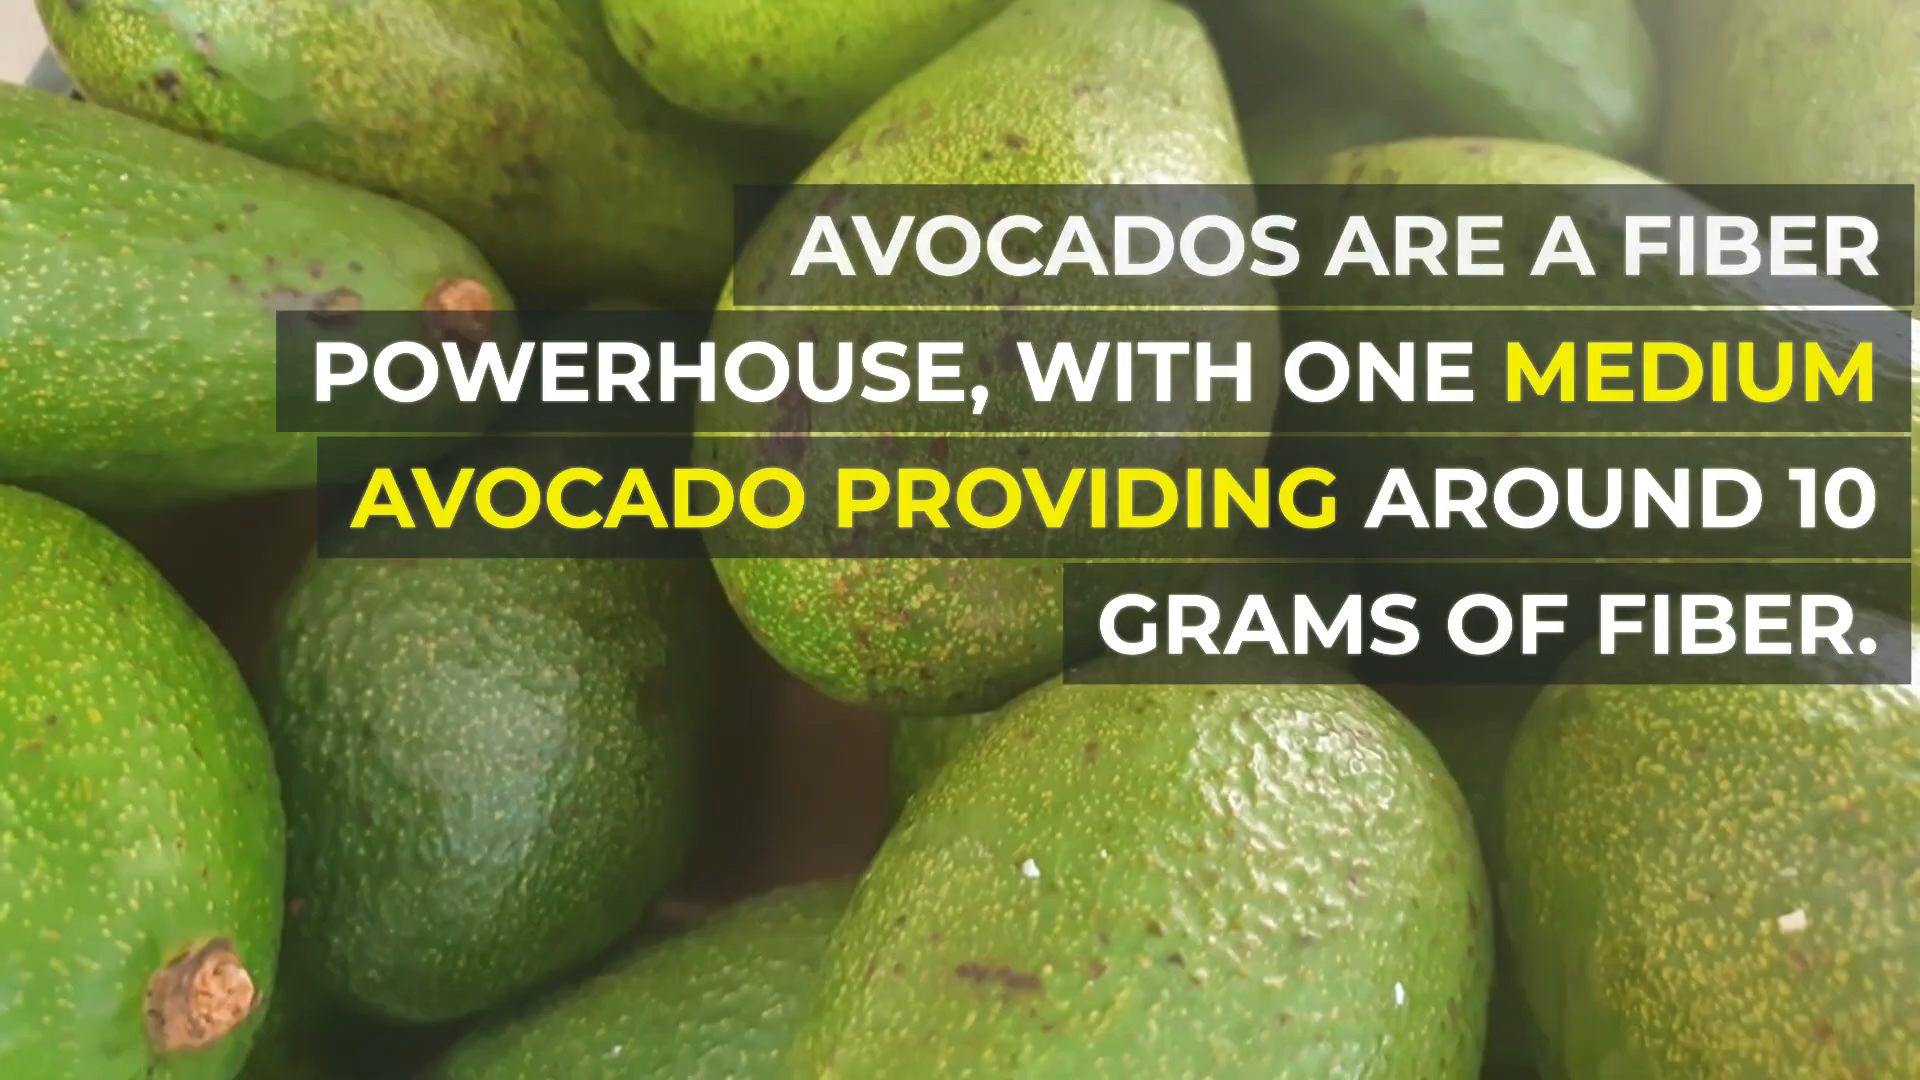 AVOCADOS ARE A FIBER
POWERHOUSE, WITH ONE MEDIUM
AVOCADO PROVIDING AROUND 10
GRAMS OF FIBER.